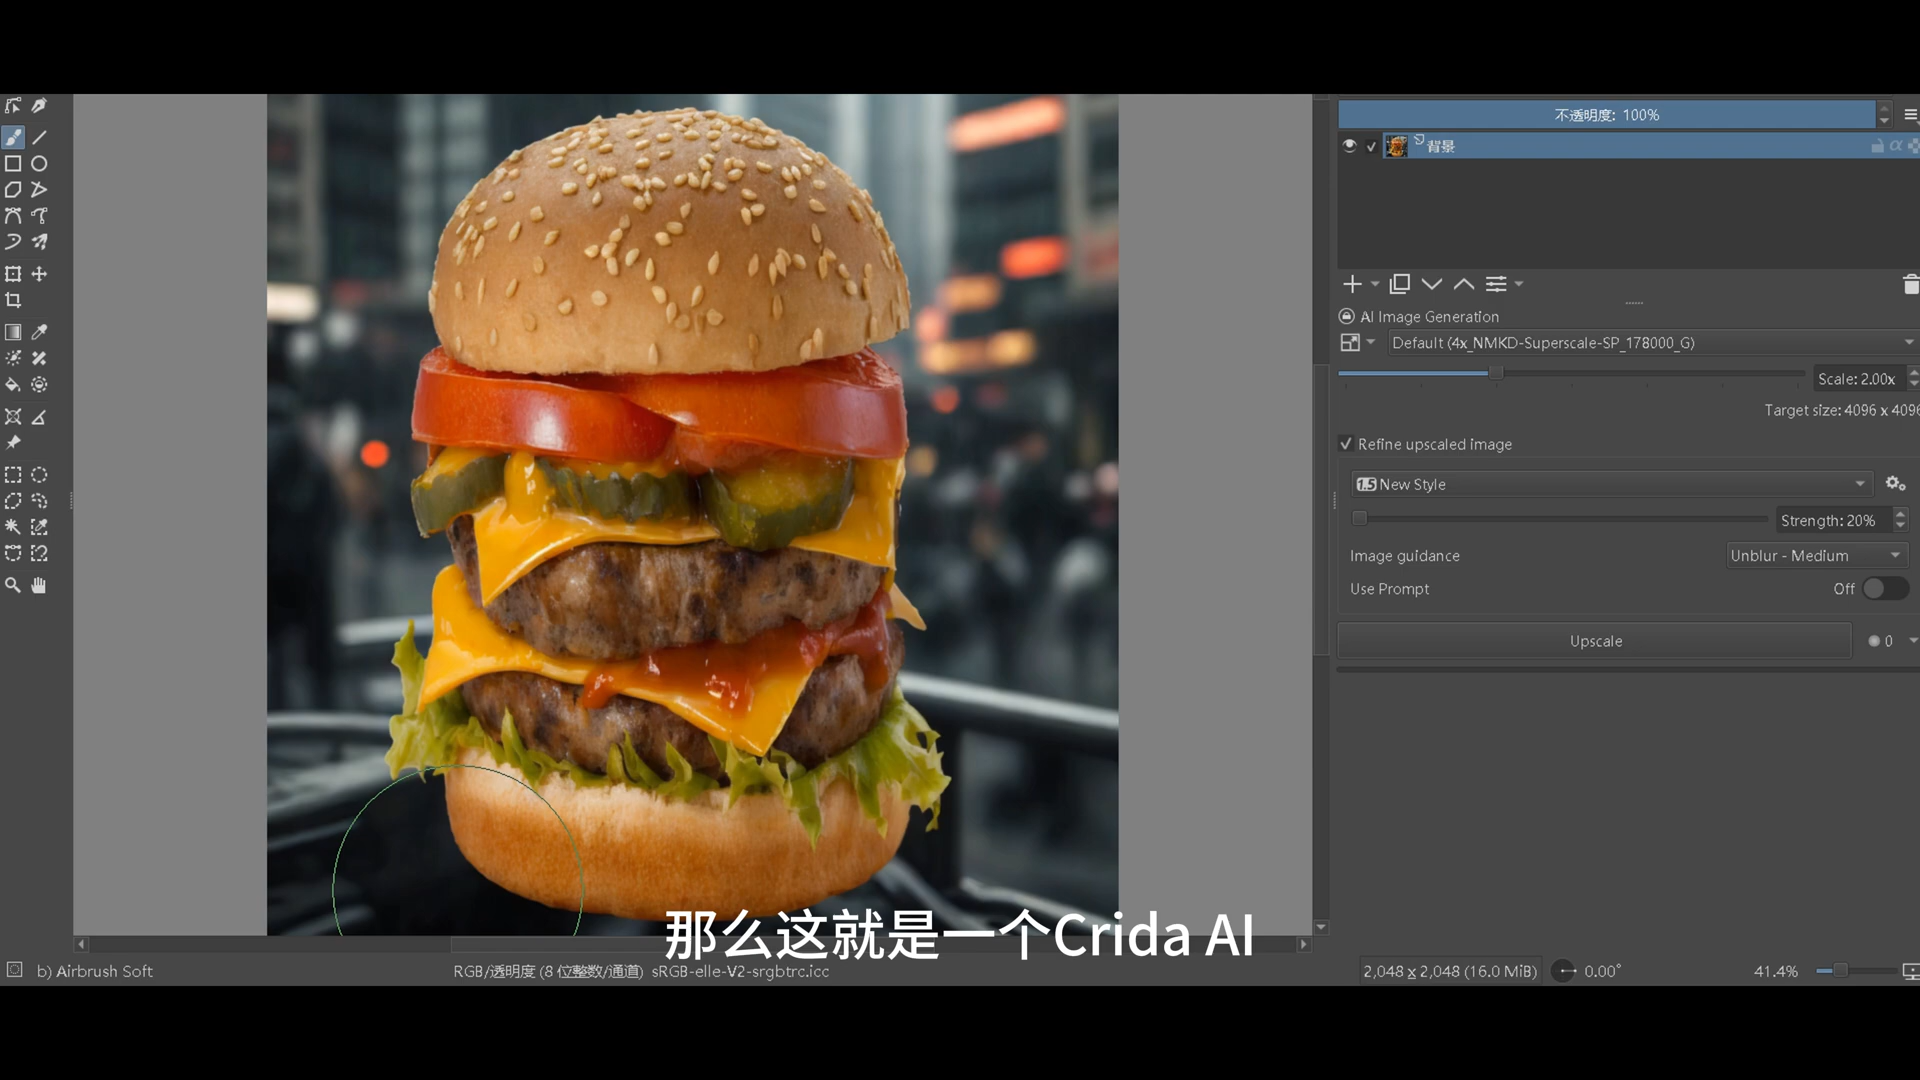 不透明度: 100%
背景
AI Image Generation
Default (4x_NMKD-Superscale-SP_178000_G)
Scale: 2.00x
Target size: 4096 x 4096
Refine upscaled image
1.5 New Style
Strength: 20%
Image guidance
Unblur - Medium
Use Prompt
Off
Upscale
0
那么这就是一个Crida AI
b) Airbrush Soft
RGB/透明度 (8 位整数/通道) sRGB-elle-V2-srgbtrc.icc
2,048 x 2,048 (16.0 MiB)
0.00°
41.4%